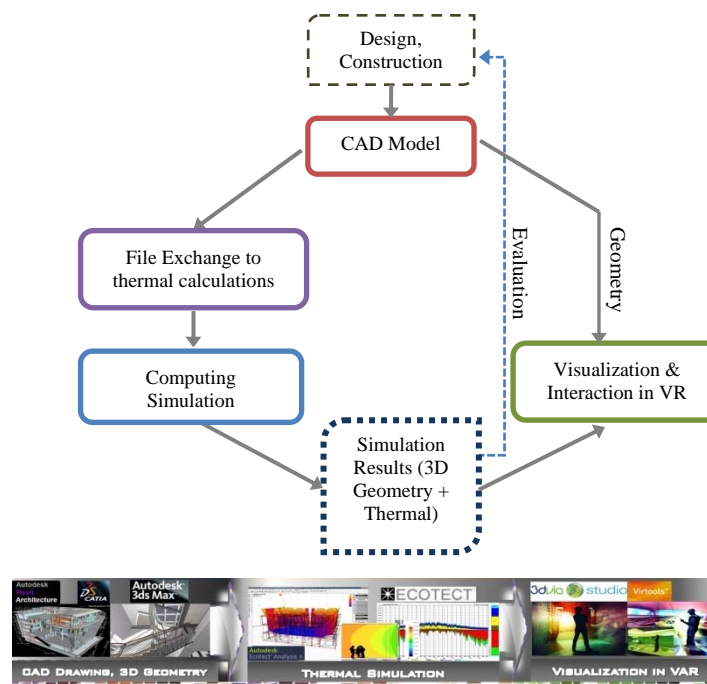 Design,
Construction
CAD Model
File Exchange to
thermal calculations
Evaluation
Geometry
Computing
Simulation
Visualization &
Interaction in VR
Simulation
Results (3D
Geometry +
Thermal)
Autodesk
Revit
Architecture
DS
CATIA
Autodesk
3ds Max
Autodesk
Ecotect Analysis
ECOTECT
3dvia studio
Virtools
CAD DRAWING, 3D GEOMETRY
THERMAL SIMULATION
VISUALIZATION IN VAR